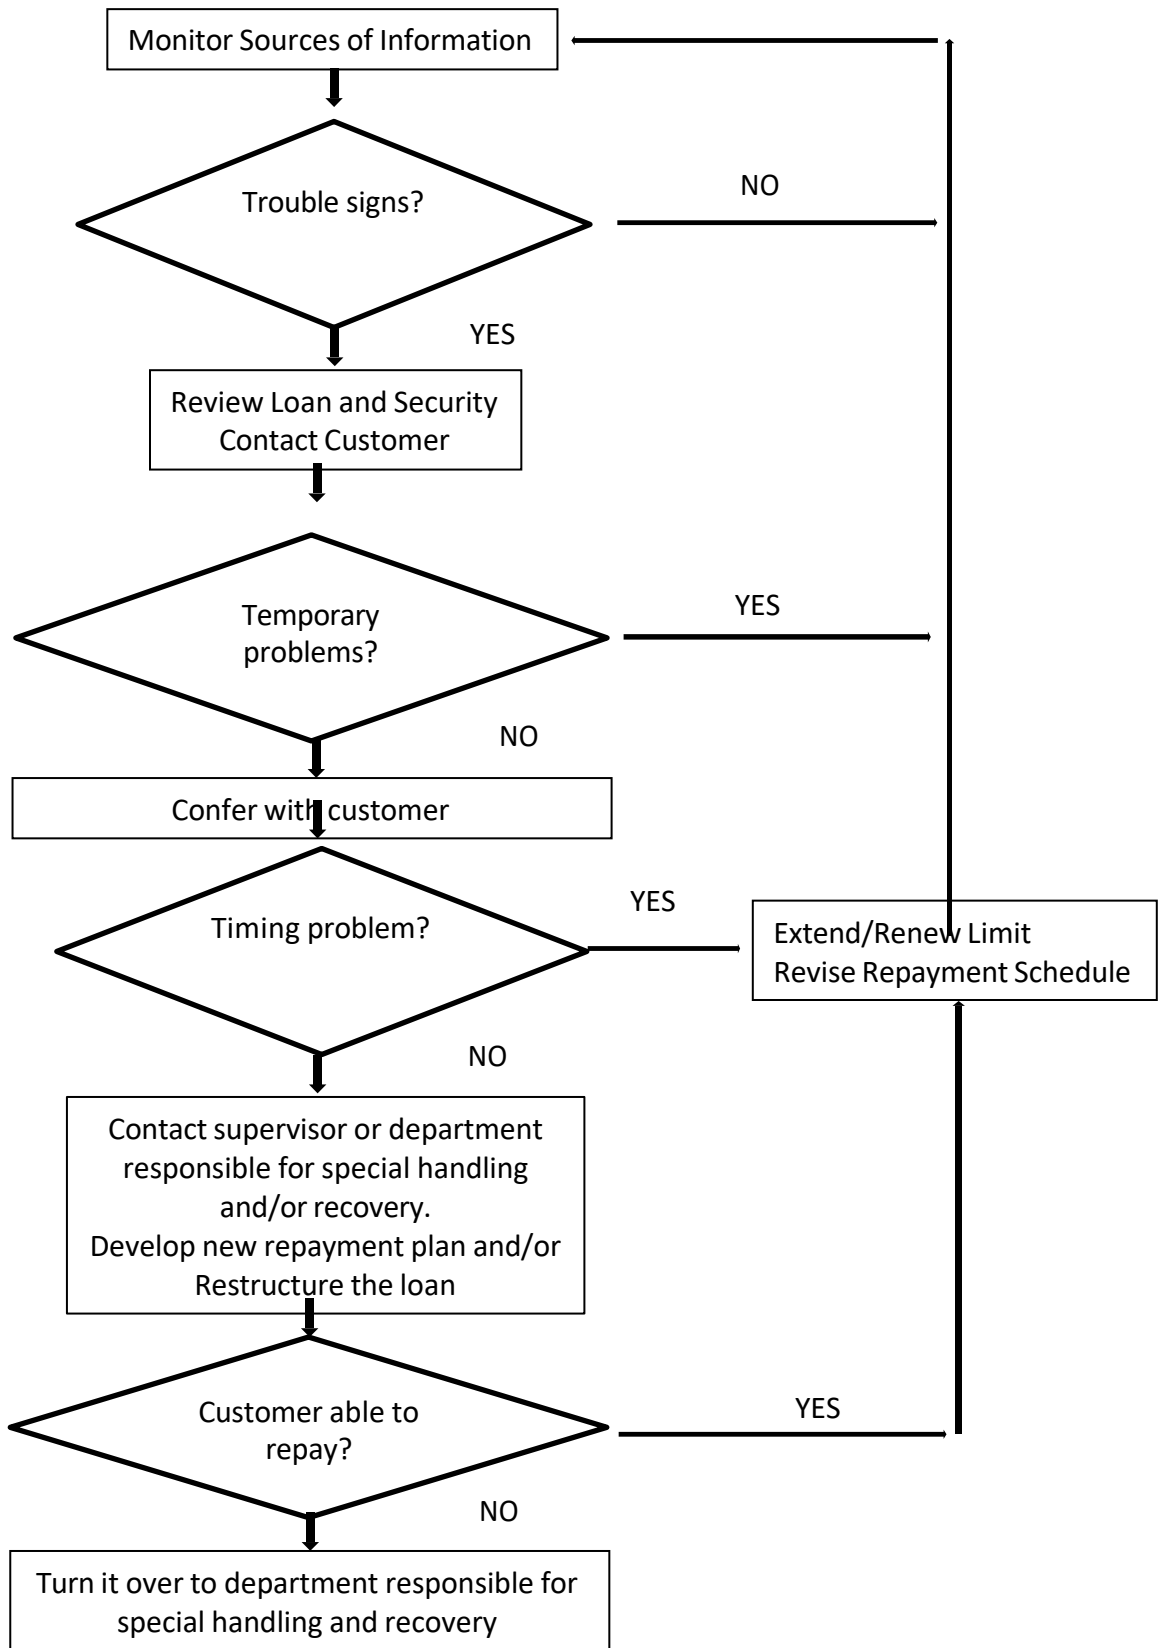 Monitor Sources of Information
Trouble signs?
NO
YES
Review Loan and Security
Contact Customer
Temporary
problems?
YES
NO
Confer with customer
Timing problem?
YES
Extend/Renew Limit
Revise Repayment Schedule
NO
Contact supervisor or department
responsible for special handling
and/or recovery.
Develop new repayment plan and/or
Restructure the loan
Customer able to
repay?
YES
NO
Turn it over to department responsible for
special handling and recovery